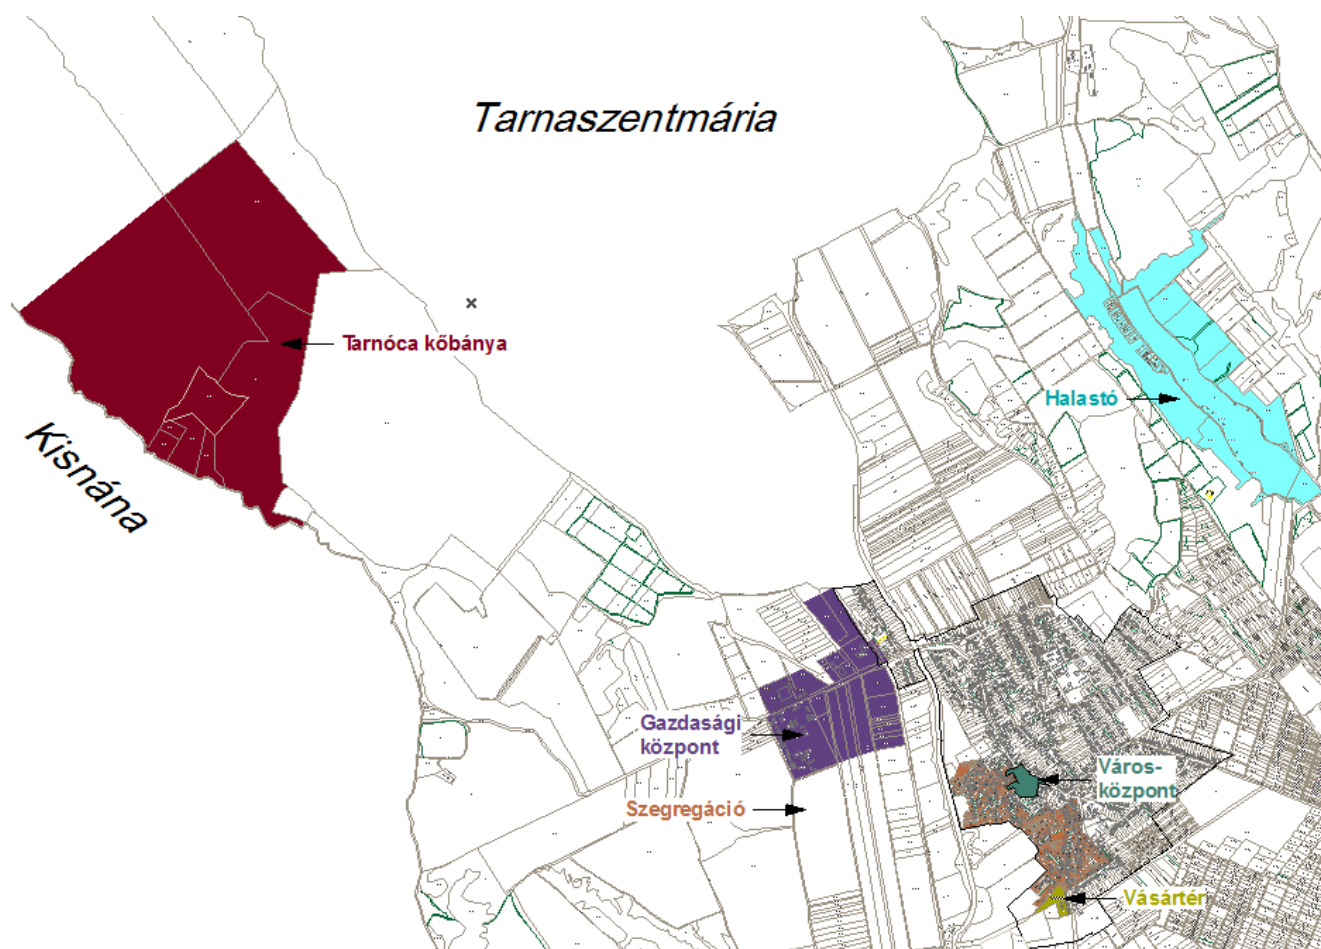 Tarnaszentmária
Tarnóca kőbánya
Halastó
Kisnána
Gazdasági
központ
Város-
központ
Szegregáció
Vásártér